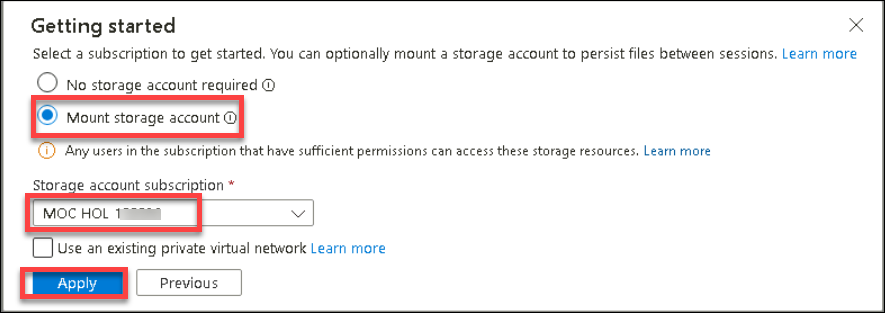 Getting started
Select a subscription to get started. You can optionally mount a storage account to persist files between sessions. Learn more
No storage account required
Mount storage account
Any users in the subscription that have sufficient permissions can access these storage resources. Learn more
Storage account subscription *
MOC HOL
Use an existing private virtual network Learn more
Apply
Previous